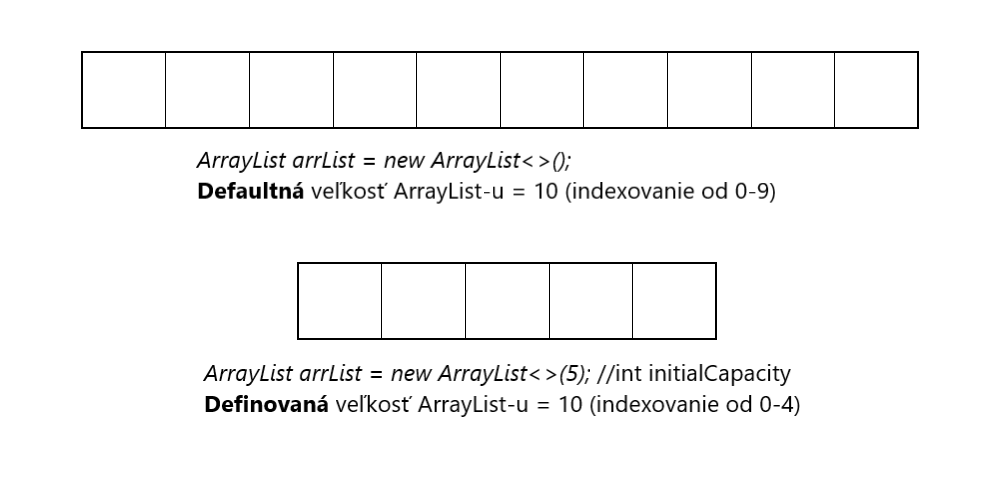 ArrayList arrList = new ArrayList<>();
Defaultná veľkosť ArrayList-u = 10 (indexovanie od 0-9)
ArrayList arrList = new ArrayList<>(5); //int initialCapacity
Definovaná veľkosť ArrayList-u = 10 (indexovanie od 0-4)